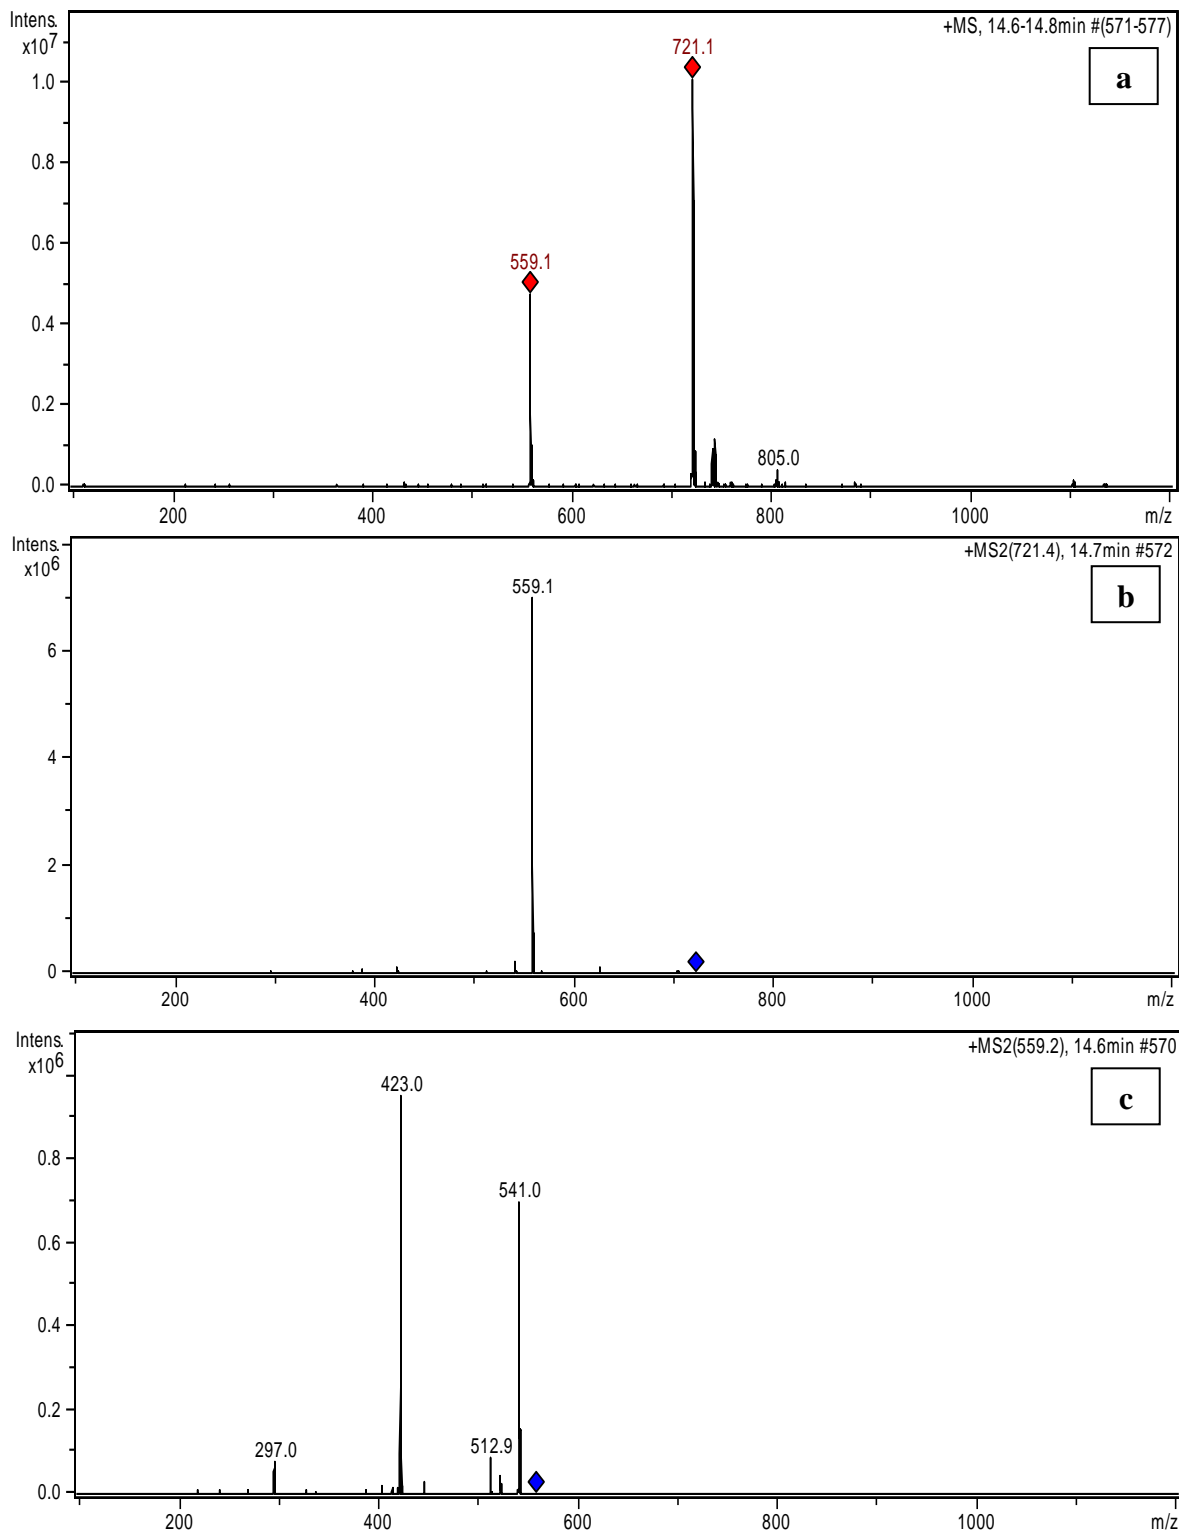 Intens.
x10^7
+MS, 14.6-14.8min #(571-577)
a
721.1
1.0
0.8
0.6
559.1
0.4
0.2
805.0
0.0
200 400 600 800 1000 m/z
Intens.
x10^6
+MS2(721.4), 14.7min #572
b
559.1
6
4
2
0
200 400 600 800 1000 m/z
Intens.
x10^6
+MS2(559.2), 14.6min #570
c
423.0
0.8
541.0
0.6
0.4
0.2
297.0
512.9
0.0
200 400 600 800 1000 m/z